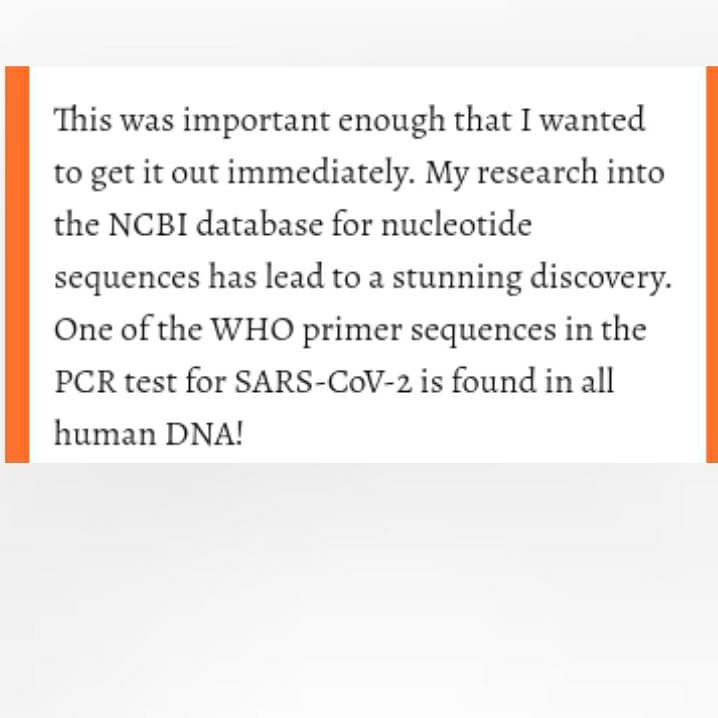 This was important enough that I wanted
to get it out immediately. My research into
the NCBI database for nucleotide
sequences has lead to a stunning discovery.
One of the WHO primer sequences in the
PCR test for SARS-CoV-2 is found in all
human DNA!